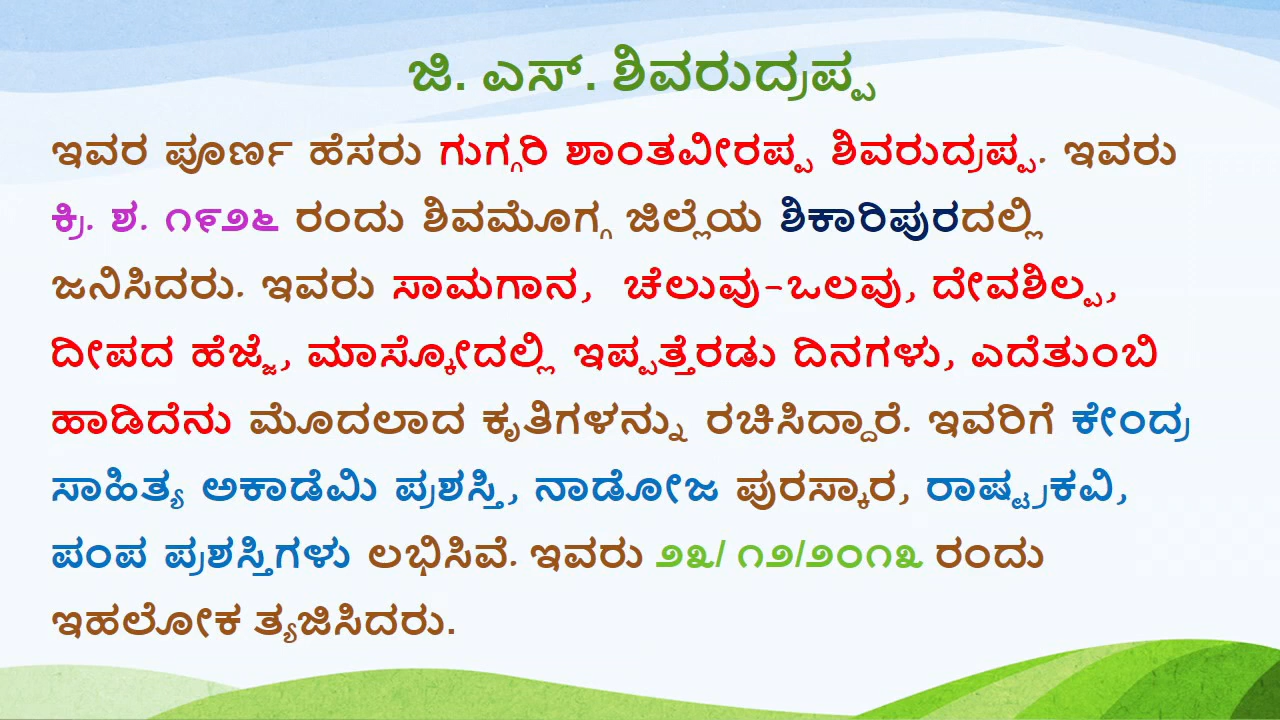 ಜಿ. ಎಸ್. ಶಿವರುದ್ರಪ್ಪ
ಇವರ ಪೂರ್ಣ ಹೆಸರು ಗುಗ್ಗರಿ ಶಾಂತವೀರಪ್ಪ ಶಿವರುದ್ರಪ್ಪ. ಇವರು
ಕ್ರಿ. ಶ. ೧೯೨೬ ರಂದು ಶಿವಮೊಗ್ಗ ಜಿಲ್ಲೆಯ ಶಿಕಾರಿಪುರದಲ್ಲಿ
ಜನಿಸಿದರು. ಇವರು ಸಾಮಗಾನ, ಚೆಲುವು-ಒಲವು, ದೇವಶಿಲ್ಪ,
ದೀಪದ ಹೆಜ್ಜೆ, ಮಾಸ್ಕೋದಲ್ಲಿ ಇಪ್ಪತ್ತೆರಡು ದಿನಗಳು, ಎದೆತುಂಬಿ
ಹಾಡಿದೆನು ಮೊದಲಾದ ಕೃತಿಗಳನ್ನು ರಚಿಸಿದ್ದಾರೆ. ಇವರಿಗೆ ಕೇಂದ್ರ
ಸಾಹಿತ್ಯ ಅಕಾಡೆಮಿ ಪ್ರಶಸ್ತಿ, ನಾಡೋಜ ಪುರಸ್ಕಾರ, ರಾಷ್ಟ್ರಕವಿ,
ಪಂಪ ಪ್ರಶಸ್ತಿಗಳು ಲಭಿಸಿವೆ. ಇವರು ೨೩/ ೧೨/೨೦೧೩ ರಂದು
ಇಹಲೋಕ ತ್ಯಜಿಸಿದರು.